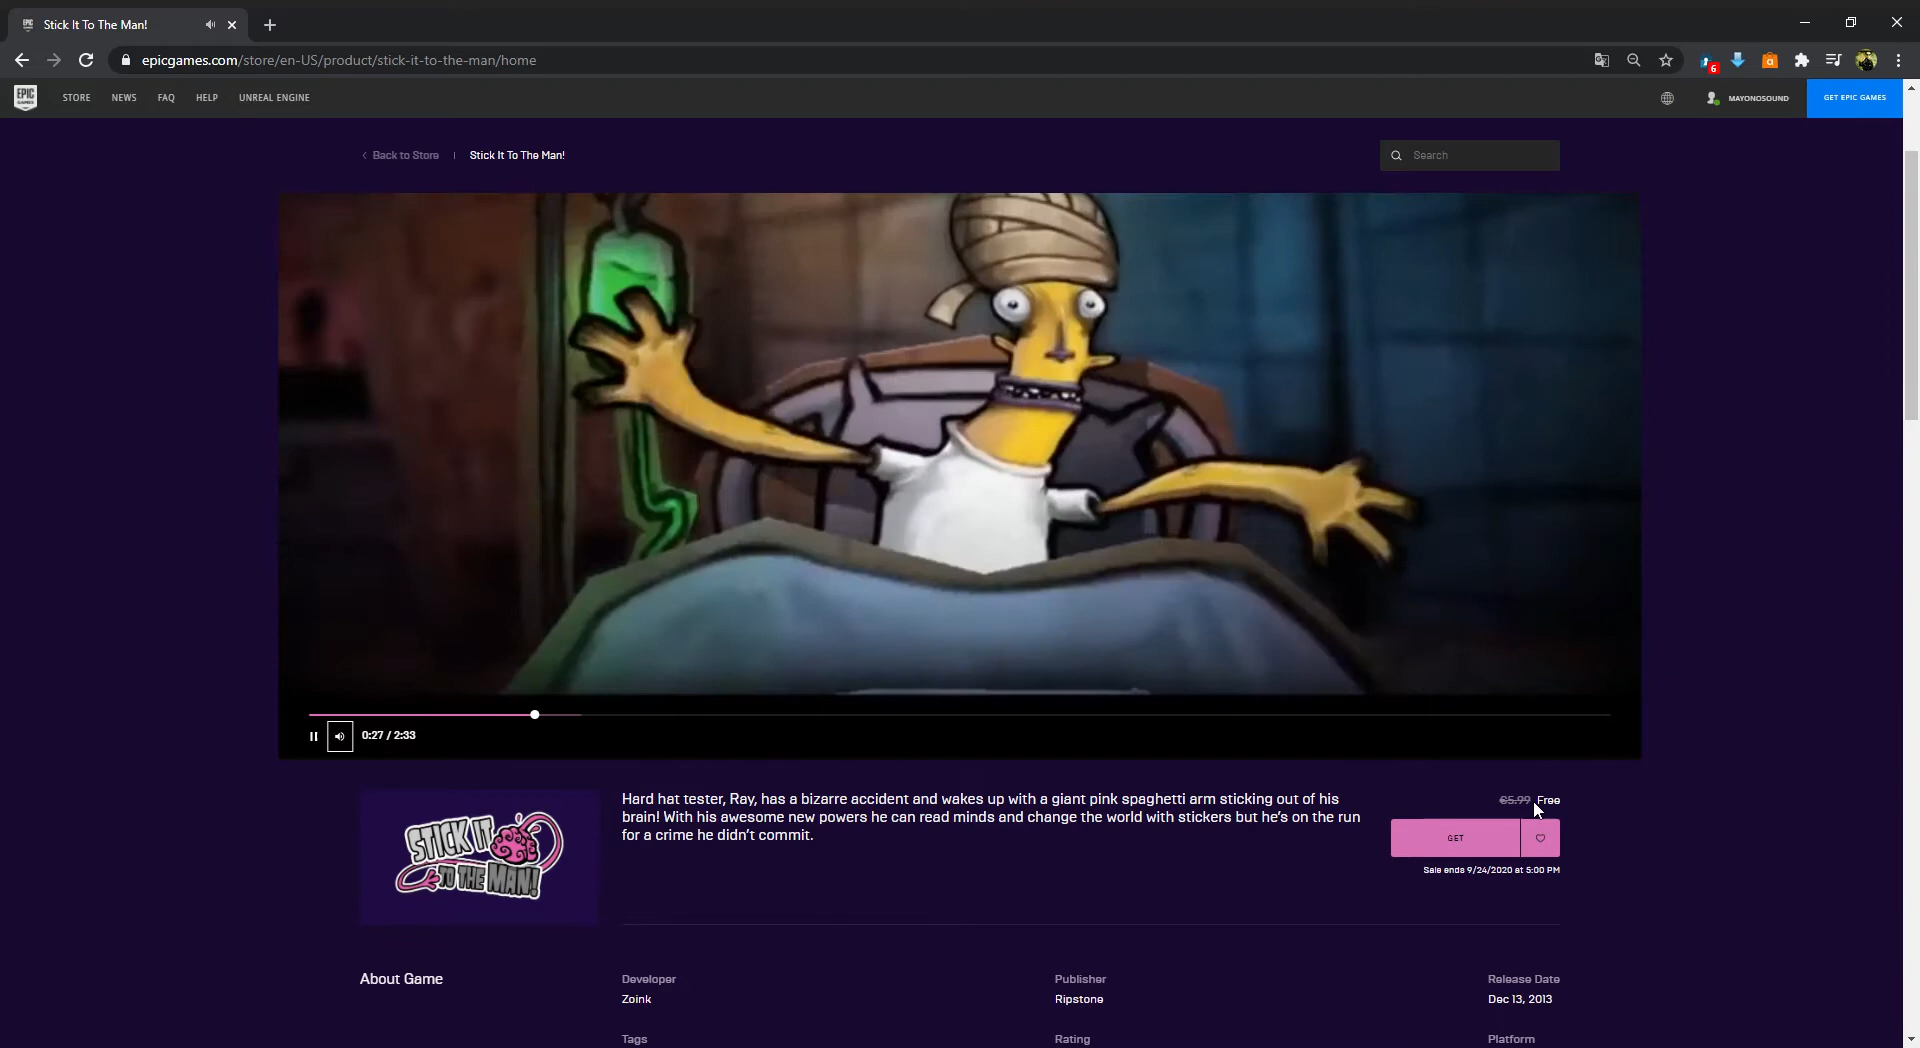 Stick It To The Man!
epicgames.com/store/en-US/product/stick-it-to-the-man/home
6
EPIC GAMES
STORE
NEWS
FAQ
HELP
UNREAL ENGINE
MAYONOSOUND
GET EPIC GAMES
Back to Store
Stick It To The Man!
Search
0:27 / 2:33
STICK IT
TO THE MAN!
Hard hat tester, Ray, has a bizarre accident and wakes up with a giant pink spaghetti arm sticking out of his
brain! With his awesome new powers he can read minds and change the world with stickers but he's on the run
for a crime he didn't commit.
€5.99 Free
GET
Sale ends 9/24/2020 at 5:00 PM
About Game
Developer
Zoink
Publisher
Ripstone
Release Date
Dec 13, 2013
Tags
Rating
Platform